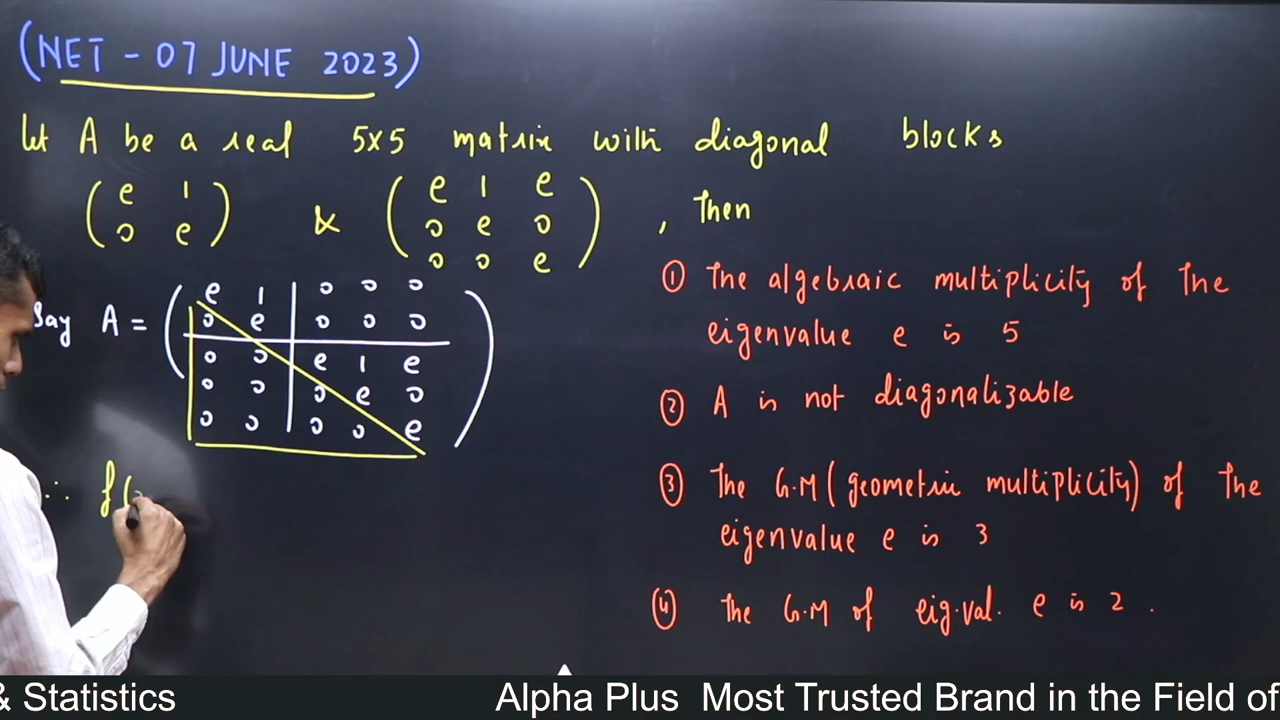 (NET - 07 JUNE 2023)
Let A be a real 5x5 matrix with diagonal blocks
( e 1 ) & ( e 1 e ) , Then
( 0 e ) ( 0 e 0 )
( 0 0 e )
Say A = ( e 1 | 0 0 0 )
0 e | 0 0 0
0 0 | e 1 e
0 0 | 0 e 0
0 0 | 0 0 e
∴ f(
① The algebraic multiplicity of the
eigenvalue e is 5
② A is not diagonalizable
③ The G.M (geometric multiplicity) of the
eigenvalue e is 3
④ The G.M of eig.val. e is 2 .
& Statistics Alpha Plus Most Trusted Brand in the Field of